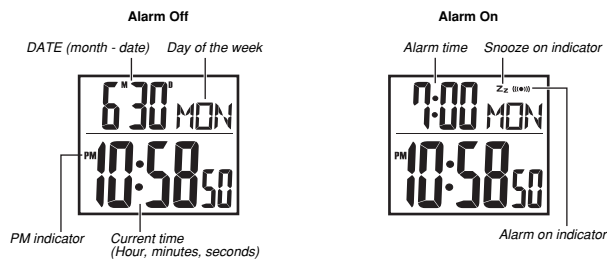 Alarm Off
DATE (month - date) Day of the week
6 M 30 D MON
PM 10:58 50
PM indicator
Current time
(Hour, minutes, seconds)
Alarm On
Alarm time Snooze on indicator
7:00 Zz MON
PM 10:58 50
Alarm on indicator